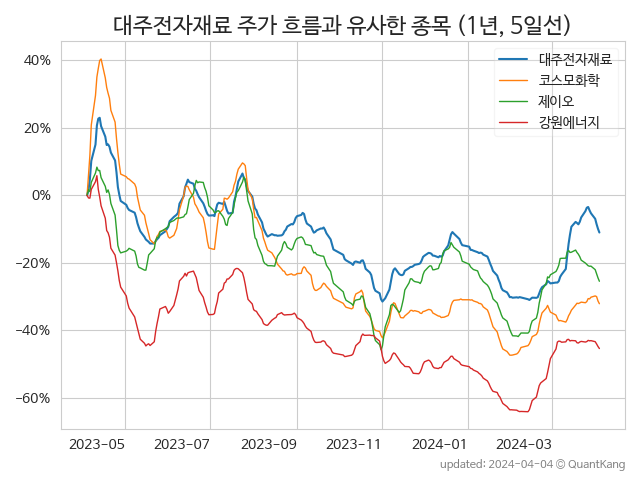 대주전자재료 주가 흐름과 유사한 종목 (1년, 5일선)
대주전자재료
코스모화학
제이오
강원에너지
40%
20%
0%
−20%
−40%
−60%
2023−05 2023−07 2023−09 2023−11 2024−01 2024−03
updated: 2024-04-04 © QuantKang